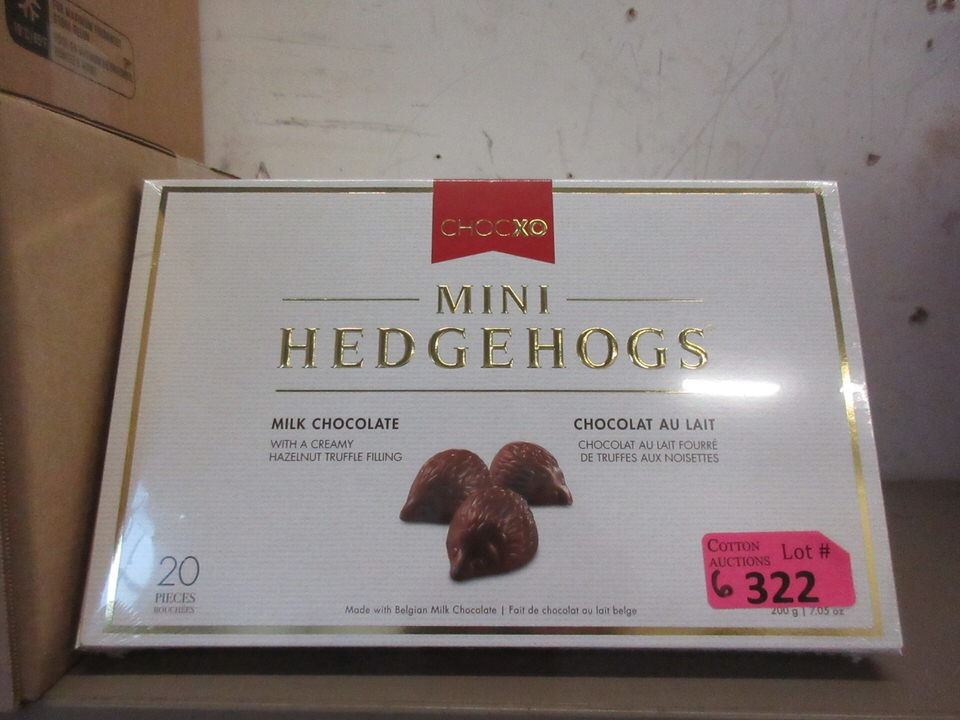 CHOCXO
MINI
HEDGEHOGS
MILK CHOCOLATE
WITH A CREAMY
HAZELNUT TRUFFLE FILLING
CHOCOLAT AU LAIT
CHOCOLAT AU LAIT FOURRÉ
DE TRUFFES AUX NOISETTES
20
PIECES
BOUCHÉES
Made with Belgian Milk Chocolate | Fait de chocolat au lait belge
200 g | 7.05 oz
COTTON
AUCTIONS
Lot #
6
322